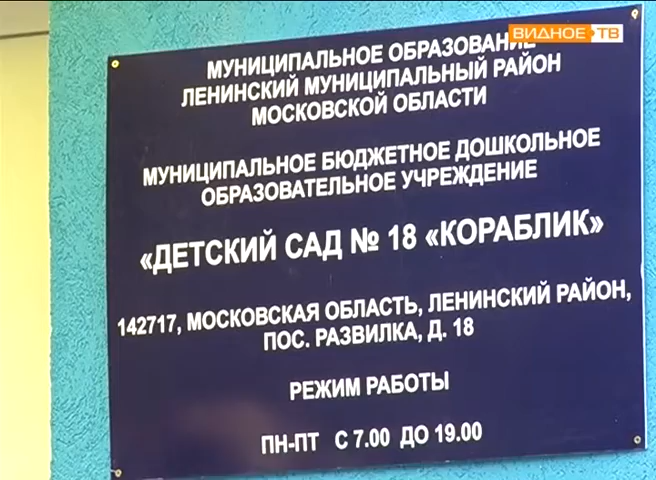 ВИДНОЕ ТВ
МУНИЦИПАЛЬНОЕ ОБРАЗОВАНИЕ
ЛЕНИНСКИЙ МУНИЦИПАЛЬНЫЙ РАЙОН
МОСКОВСКОЙ ОБЛАСТИ
МУНИЦИПАЛЬНОЕ БЮДЖЕТНОЕ ДОШКОЛЬНОЕ
ОБРАЗОВАТЕЛЬНОЕ УЧРЕЖДЕНИЕ
«ДЕТСКИЙ САД № 18 «КОРАБЛИК»
142717, МОСКОВСКАЯ ОБЛАСТЬ, ЛЕНИНСКИЙ РАЙОН,
ПОС. РАЗВИЛКА, Д. 18
РЕЖИМ РАБОТЫ
ПН-ПТ С 7.00 ДО 19.00